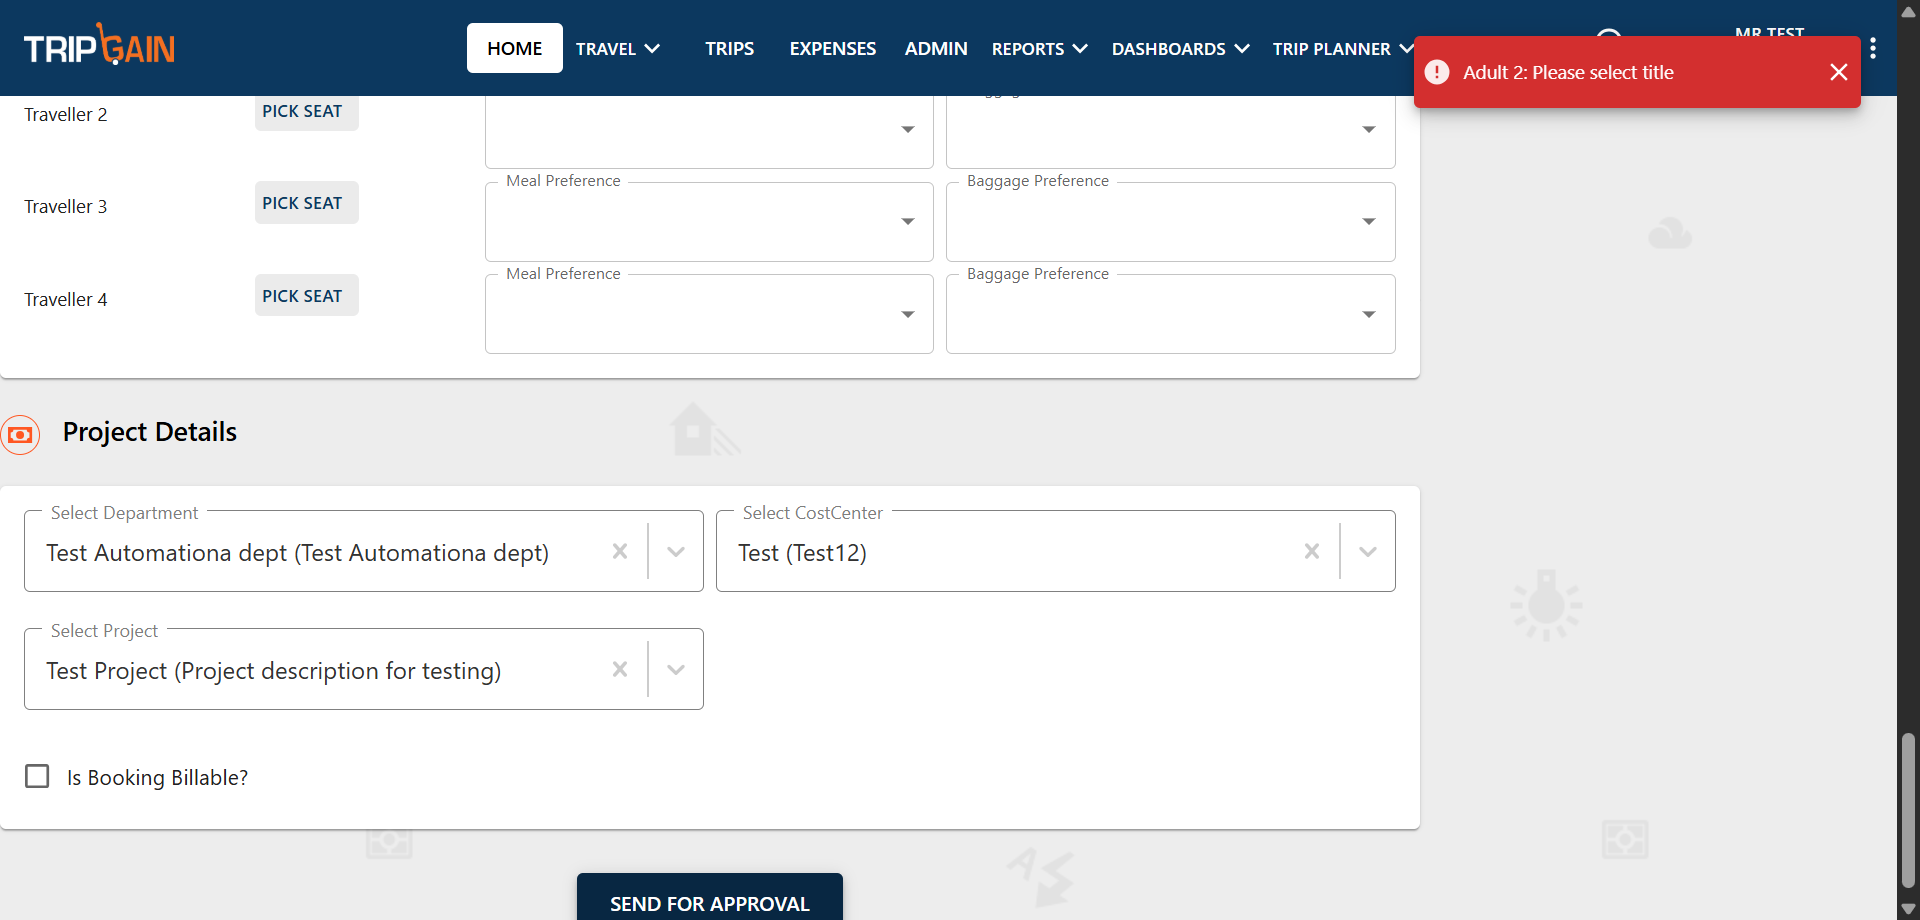 TRIPGAIN
HOME
TRAVEL
TRIPS
EXPENSES
ADMIN
REPORTS
DASHBOARDS
TRIP PLANNER
MR TEST
Adult 2: Please select title
Traveller 2
PICK SEAT
Traveller 3
PICK SEAT
Meal Preference
Baggage Preference
Traveller 4
PICK SEAT
Meal Preference
Baggage Preference
Project Details
Select Department
Test Automationa dept (Test Automationa dept)
Select CostCenter
Test (Test12)
Select Project
Test Project (Project description for testing)
Is Booking Billable?
SEND FOR APPROVAL